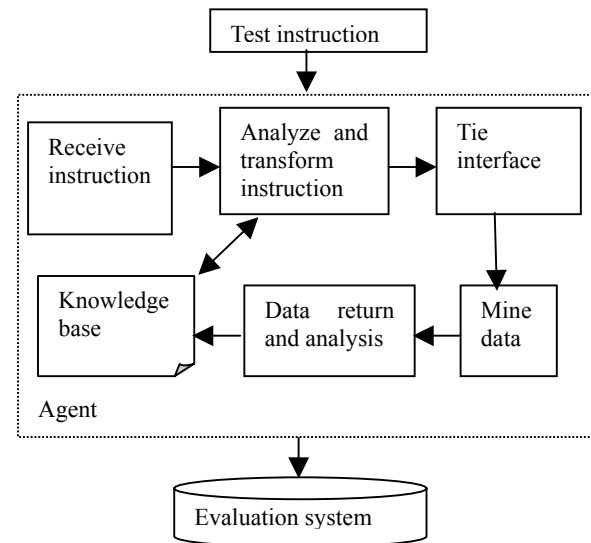 Test instruction
Receive
instruction
Analyze and
transform
instruction
Tie
interface
Knowledge
base
Data return
and analysis
Mine
data
Agent
Evaluation system